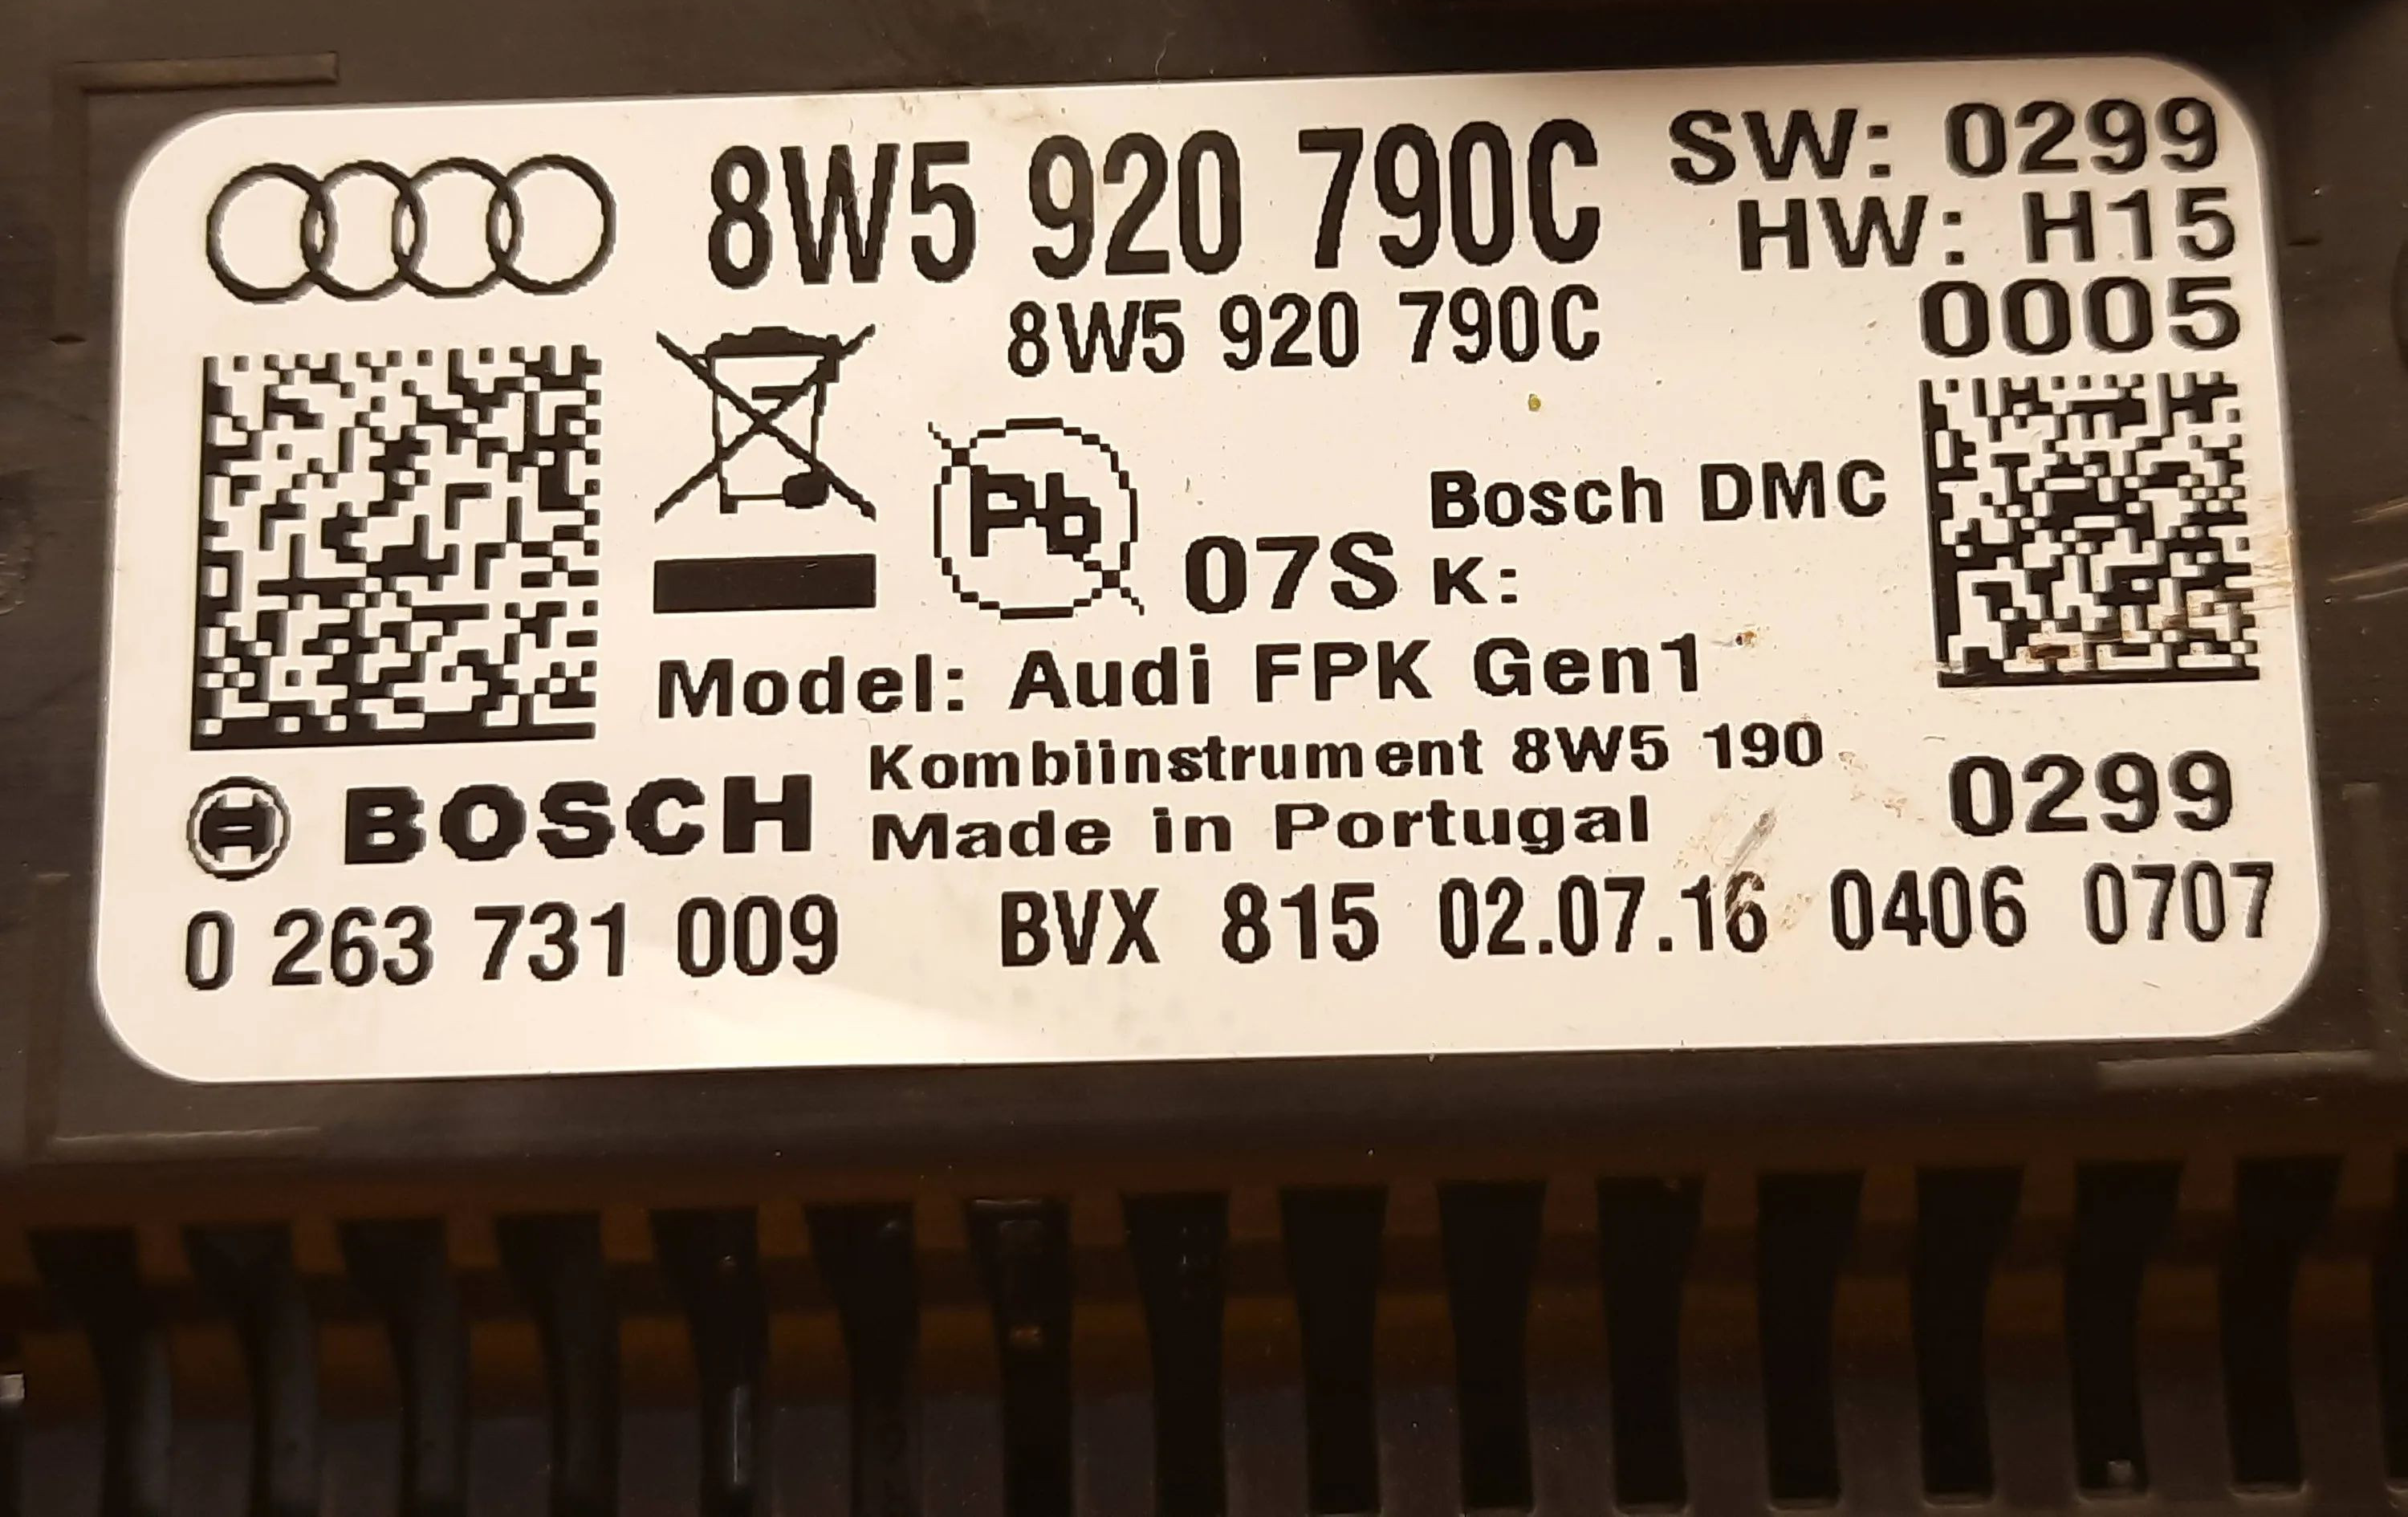 8W5 920 790C SW: 0299
HW: H15
8W5 920 790C 0005
Pb 07S Bosch DMC
K:
Model: Audi FPK Gen1
Kombiinstrument 8W5 190
BOSCH Made in Portugal 0299
0 263 731 009 BVX 815 02.07.16 0406 0707